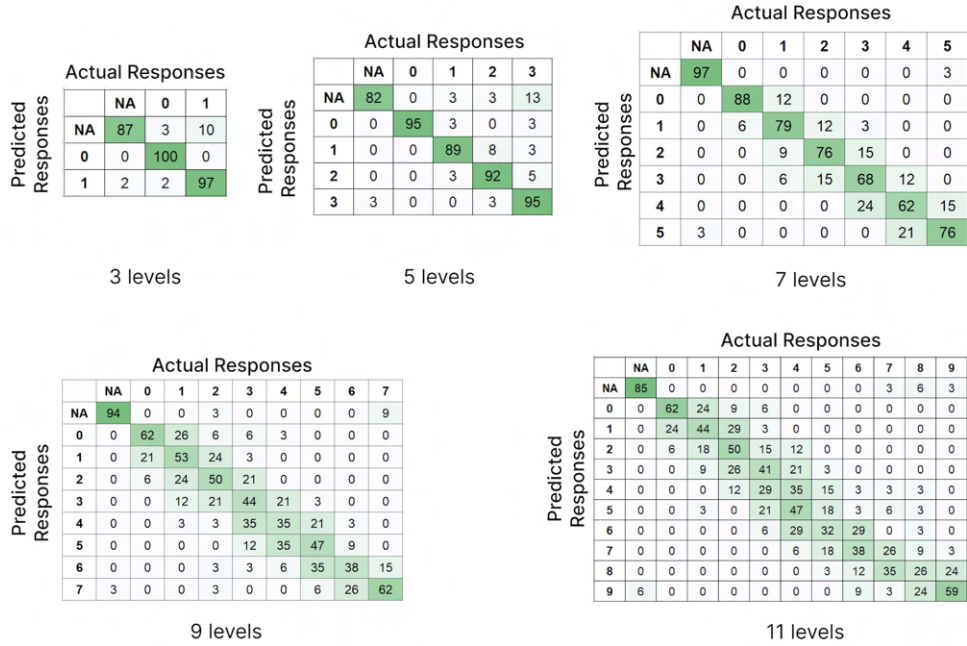 Actual Responses
Predicted
Responses
NA 0 1
NA 87 3 10
0 0 100 0
1 2 2 97
3 levels
Actual Responses
Predicted
Responses
NA 0 1 2 3
NA 82 0 3 3 13
0 0 95 3 0 3
1 0 0 89 8 3
2 0 0 3 92 5
3 3 0 0 3 95
5 levels
Actual Responses
Predicted
Responses
NA 0 1 2 3 4 5
NA 97 0 0 0 0 0 3
0 0 88 12 0 0 0 0
1 0 6 79 12 3 0 0
2 0 0 9 76 15 0 0
3 0 0 6 15 68 12 0
4 0 0 0 0 24 62 15
5 3 0 0 0 0 21 76
7 levels
Actual Responses
Predicted
Responses
NA 0 1 2 3 4 5 6 7
NA 94 0 0 3 0 0 0 0 9
0 0 62 26 6 6 3 0 0 0
1 0 21 53 24 3 0 0 0 0
2 0 6 24 50 21 0 0 0 0
3 0 0 12 21 44 21 3 0 0
4 0 0 3 3 35 35 21 3 0
5 0 0 0 0 12 35 47 9 0
6 0 0 0 3 3 6 35 38 15
7 3 0 0 3 0 0 6 26 62
9 levels
Actual Responses
Predicted
Responses
NA 0 1 2 3 4 5 6 7 8 9
NA 85 0 0 0 0 0 0 0 3 6 3
0 0 62 24 9 6 0 0 0 0 0 0
1 0 24 44 29 3 0 0 0 0 0 0
2 0 6 18 50 15 12 0 0 0 0 0
3 0 0 9 26 41 21 3 0 0 0 0
4 0 0 0 12 29 35 15 3 3 3 0
5 0 0 3 0 21 47 18 3 6 3 0
6 0 0 0 0 6 29 32 29 0 3 0
7 0 0 0 0 0 6 18 38 26 9 3
8 0 0 0 0 0 0 3 12 35 26 24
9 6 0 0 0 0 0 0 9 3 24 59
11 levels